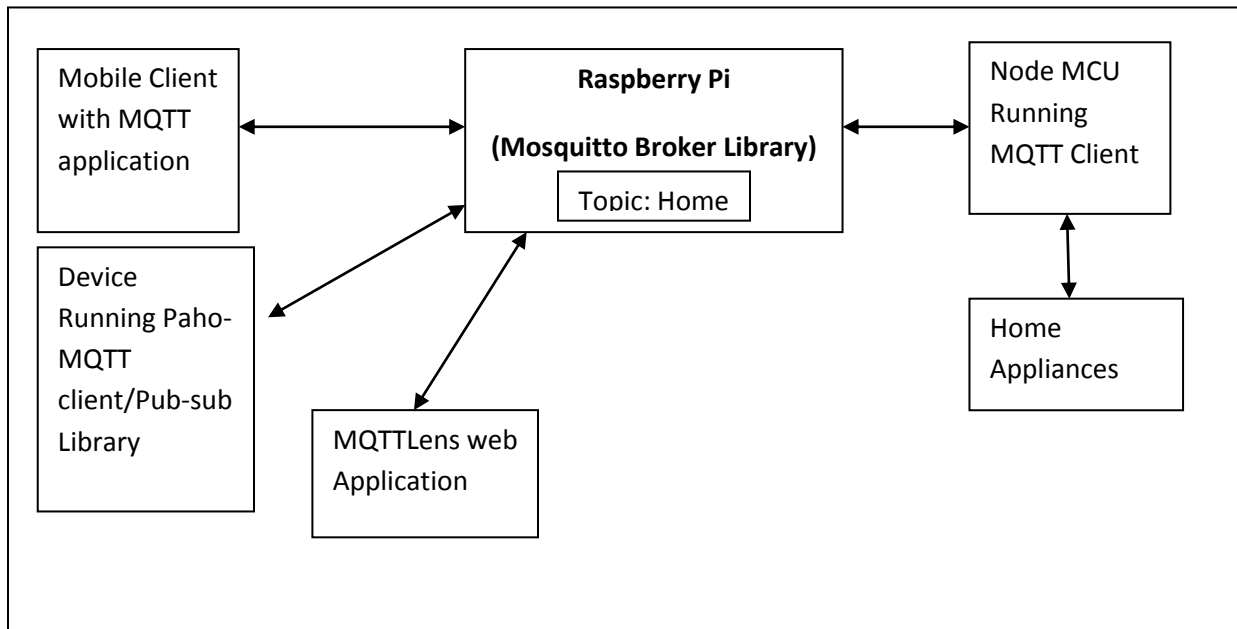 Mobile Client
with MQTT
application
Raspberry Pi
(Mosquitto Broker Library)
Topic: Home
Node MCU
Running
MQTT Client
Device
Running Paho-
MQTT
client/Pub-sub
Library
MQTTLens web
Application
Home
Appliances